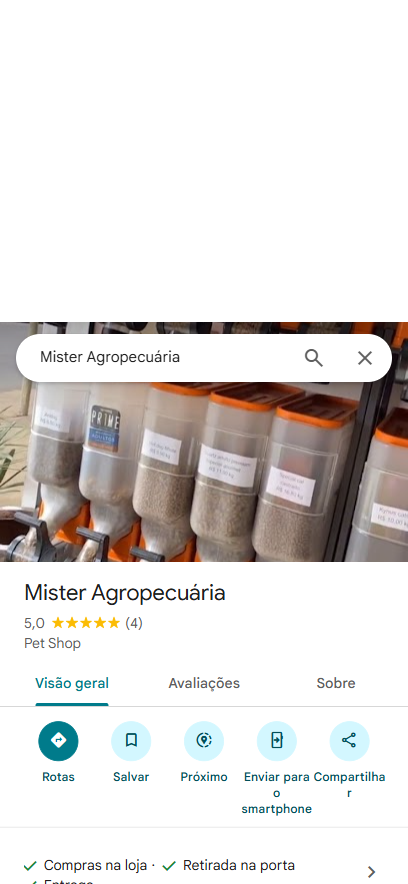 Mister Agropecuária
PRIME
Mister Agropecuária
5,0 (4)
Pet Shop
Visão geral Avaliações Sobre
Rotas Salvar Próximo Enviar para o smartphone Compartilhar
Compras na loja · Retirada na porta
Entrega